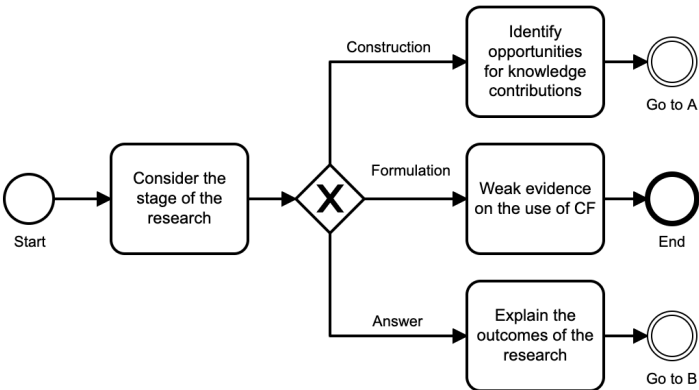 Construction
Identify
opportunities
for knowledge
contributions
Go to A
Start
Consider the
stage of the
research
X
Formulation
Weak evidence
on the use of CF
End
Answer
Explain the
outcomes of the
research
Go to B